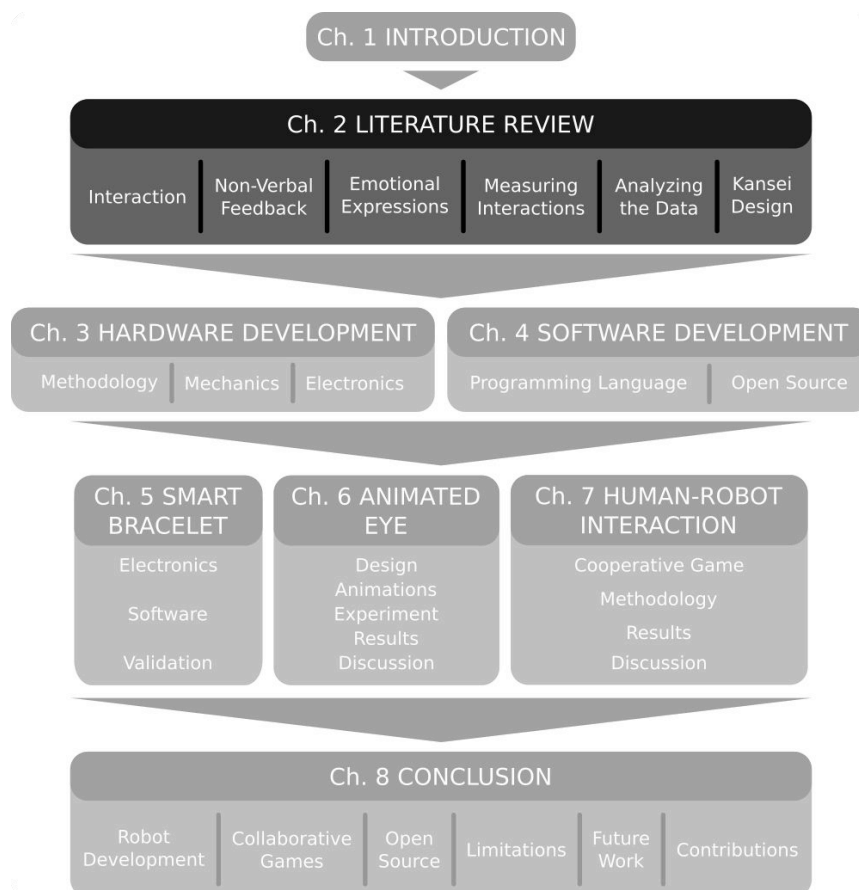 Ch. 1 INTRODUCTION
Ch. 2 LITERATURE REVIEW
Interaction
Non-Verbal
Feedback
Emotional
Expressions
Measuring
Interactions
Analyzing
the Data
Kansei
Design
Ch. 3 HARDWARE DEVELOPMENT
Methodology
Mechanics
Electronics
Ch. 4 SOFTWARE DEVELOPMENT
Programming Language
Open Source
Ch. 5 SMART
BRACELET
Electronics
Software
Validation
Ch. 6 ANIMATED
EYE
Design
Animations
Experiment
Results
Discussion
Ch. 7 HUMAN-ROBOT
INTERACTION
Cooperative Game
Methodology
Results
Discussion
Ch. 8 CONCLUSION
Robot
Development
Collaborative
Games
Open
Source
Limitations
Future
Work
Contributions